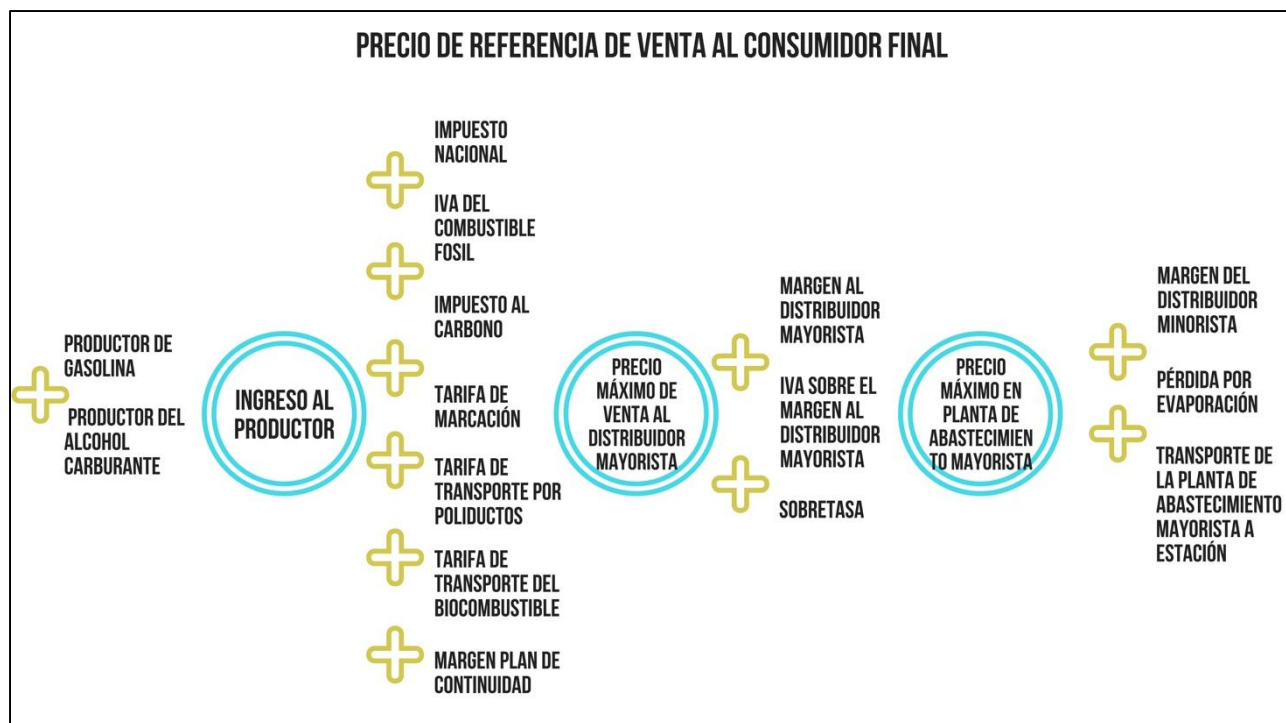 PRECIO DE REFERENCIA DE VENTA AL CONSUMIDOR FINAL
PRODUCTOR DE
GASOLINA
PRODUCTOR DEL
ALCOHOL
CARBURANTE
INGRESO AL
PRODUCTOR
IMPUESTO
NACIONAL
IVA DEL
COMBUSTIBLE
FOSIL
IMPUESTO AL
CARBONO
TARIFA DE
MARCACIÓN
TARIFA DE
TRANSPORTE POR
POLIDUCTOS
TARIFA DE
TRANSPORTE DEL
BIOCOMBUSTIBLE
MARGEN PLAN DE
CONTINUIDAD
PRECIO
MÁXIMO DE
VENTA AL
DISTRIBUIDOR
MAYORISTA
MARGEN AL
DISTRIBUIDOR
MAYORISTA
IVA SOBRE EL
MARGEN AL
DISTRIBUIDOR
MAYORISTA
SOBRETASA
PRECIO
MÁXIMO EN
PLANTA DE
ABASTECIMIEN
TO MAYORISTA
MARGEN DEL
DISTRIBUIDOR
MINORISTA
PÉRDIDA POR
EVAPORACIÓN
TRANSPORTE DE
LA PLANTA DE
ABASTECIMIENTO
MAYORISTA A
ESTACIÓN